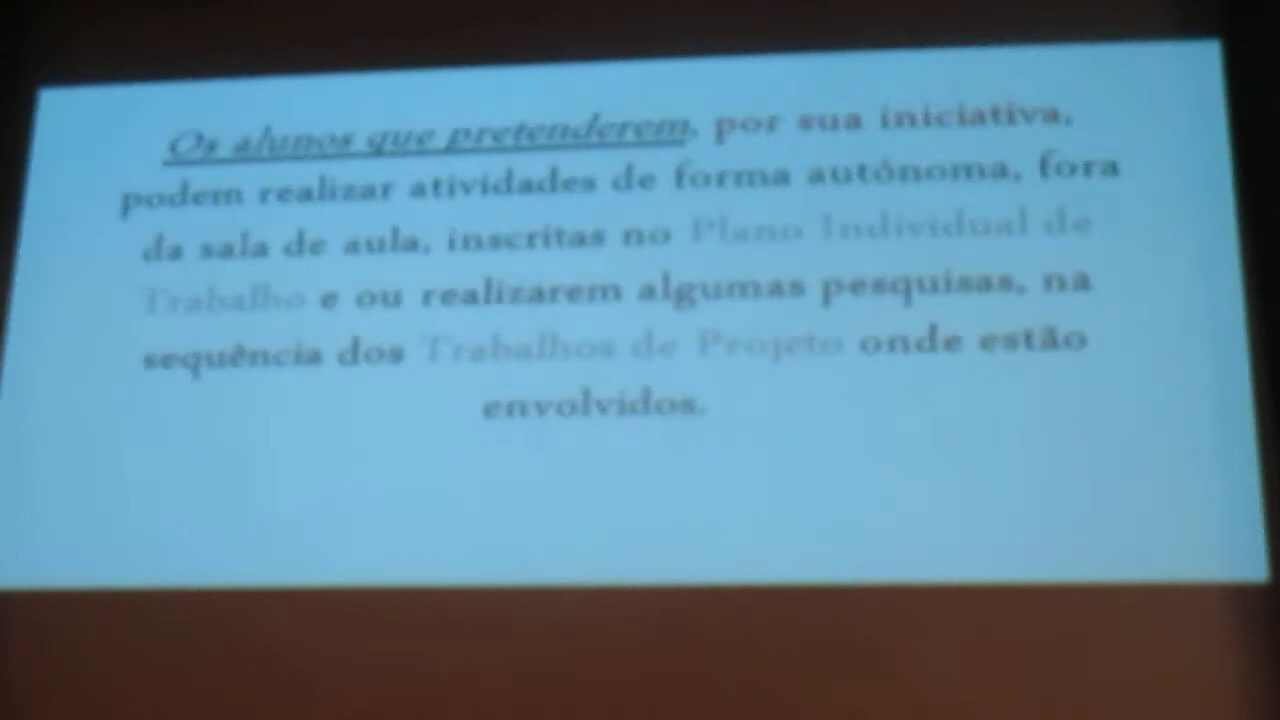 Os alunos que pretenderem, por sua iniciativa,
podem realizar atividades de forma autónoma, fora
da sala de aula, inscritas no Plano Individual de
Trabalho e ou realizarem algumas pesquisas, na
sequência dos Trabalhos de Projeto onde estão
envolvidos.